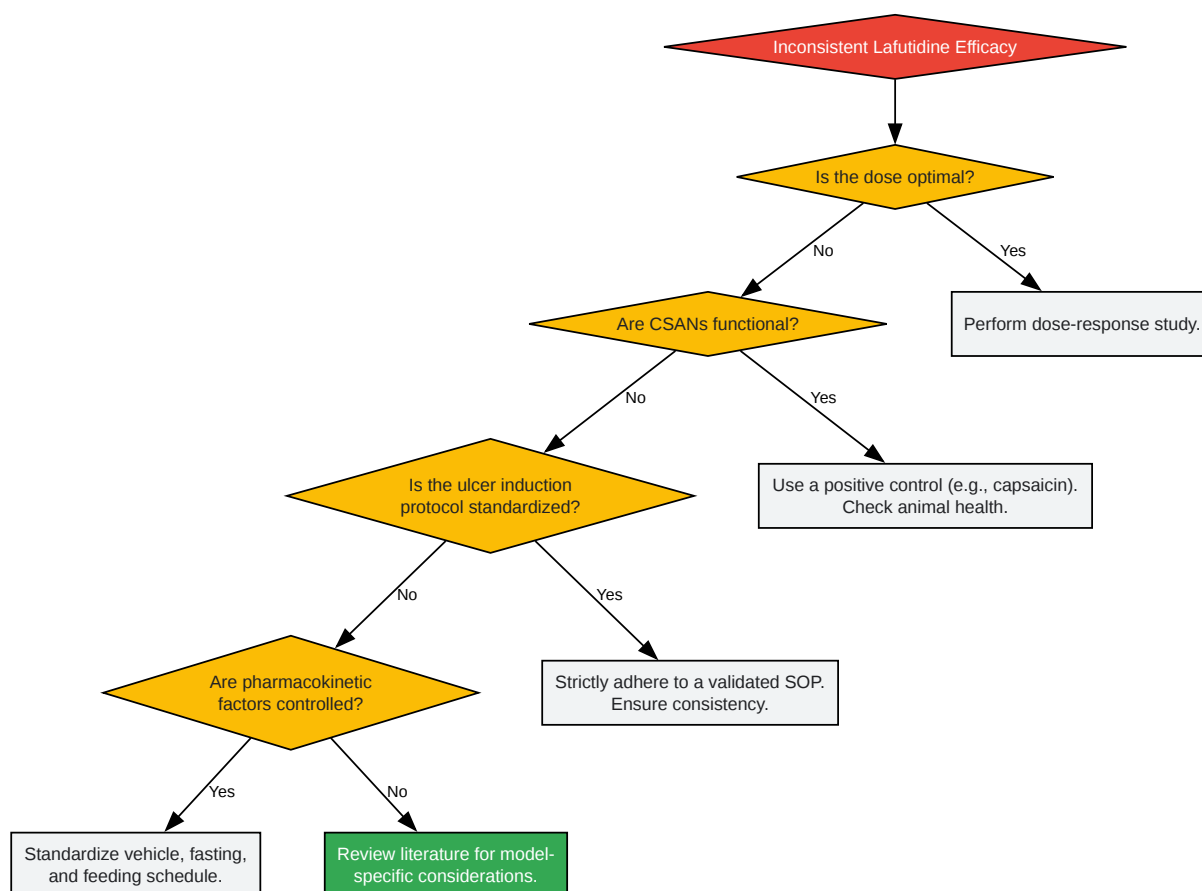 Inconsistent Lafutidine Efficacy
Is the dose optimal?
No
Yes
Are CSANs functional?
Perform dose-response study.
No
Yes
Is the ulcer induction
protocol standardized?
Use a positive control (e.g., capsaicin).
Check animal health.
No
Yes
Are pharmacokinetic
factors controlled?
Strictly adhere to a validated SOP.
Ensure consistency.
Yes
No
Standardize vehicle, fasting,
and feeding schedule.
Review literature for model-
specific considerations.